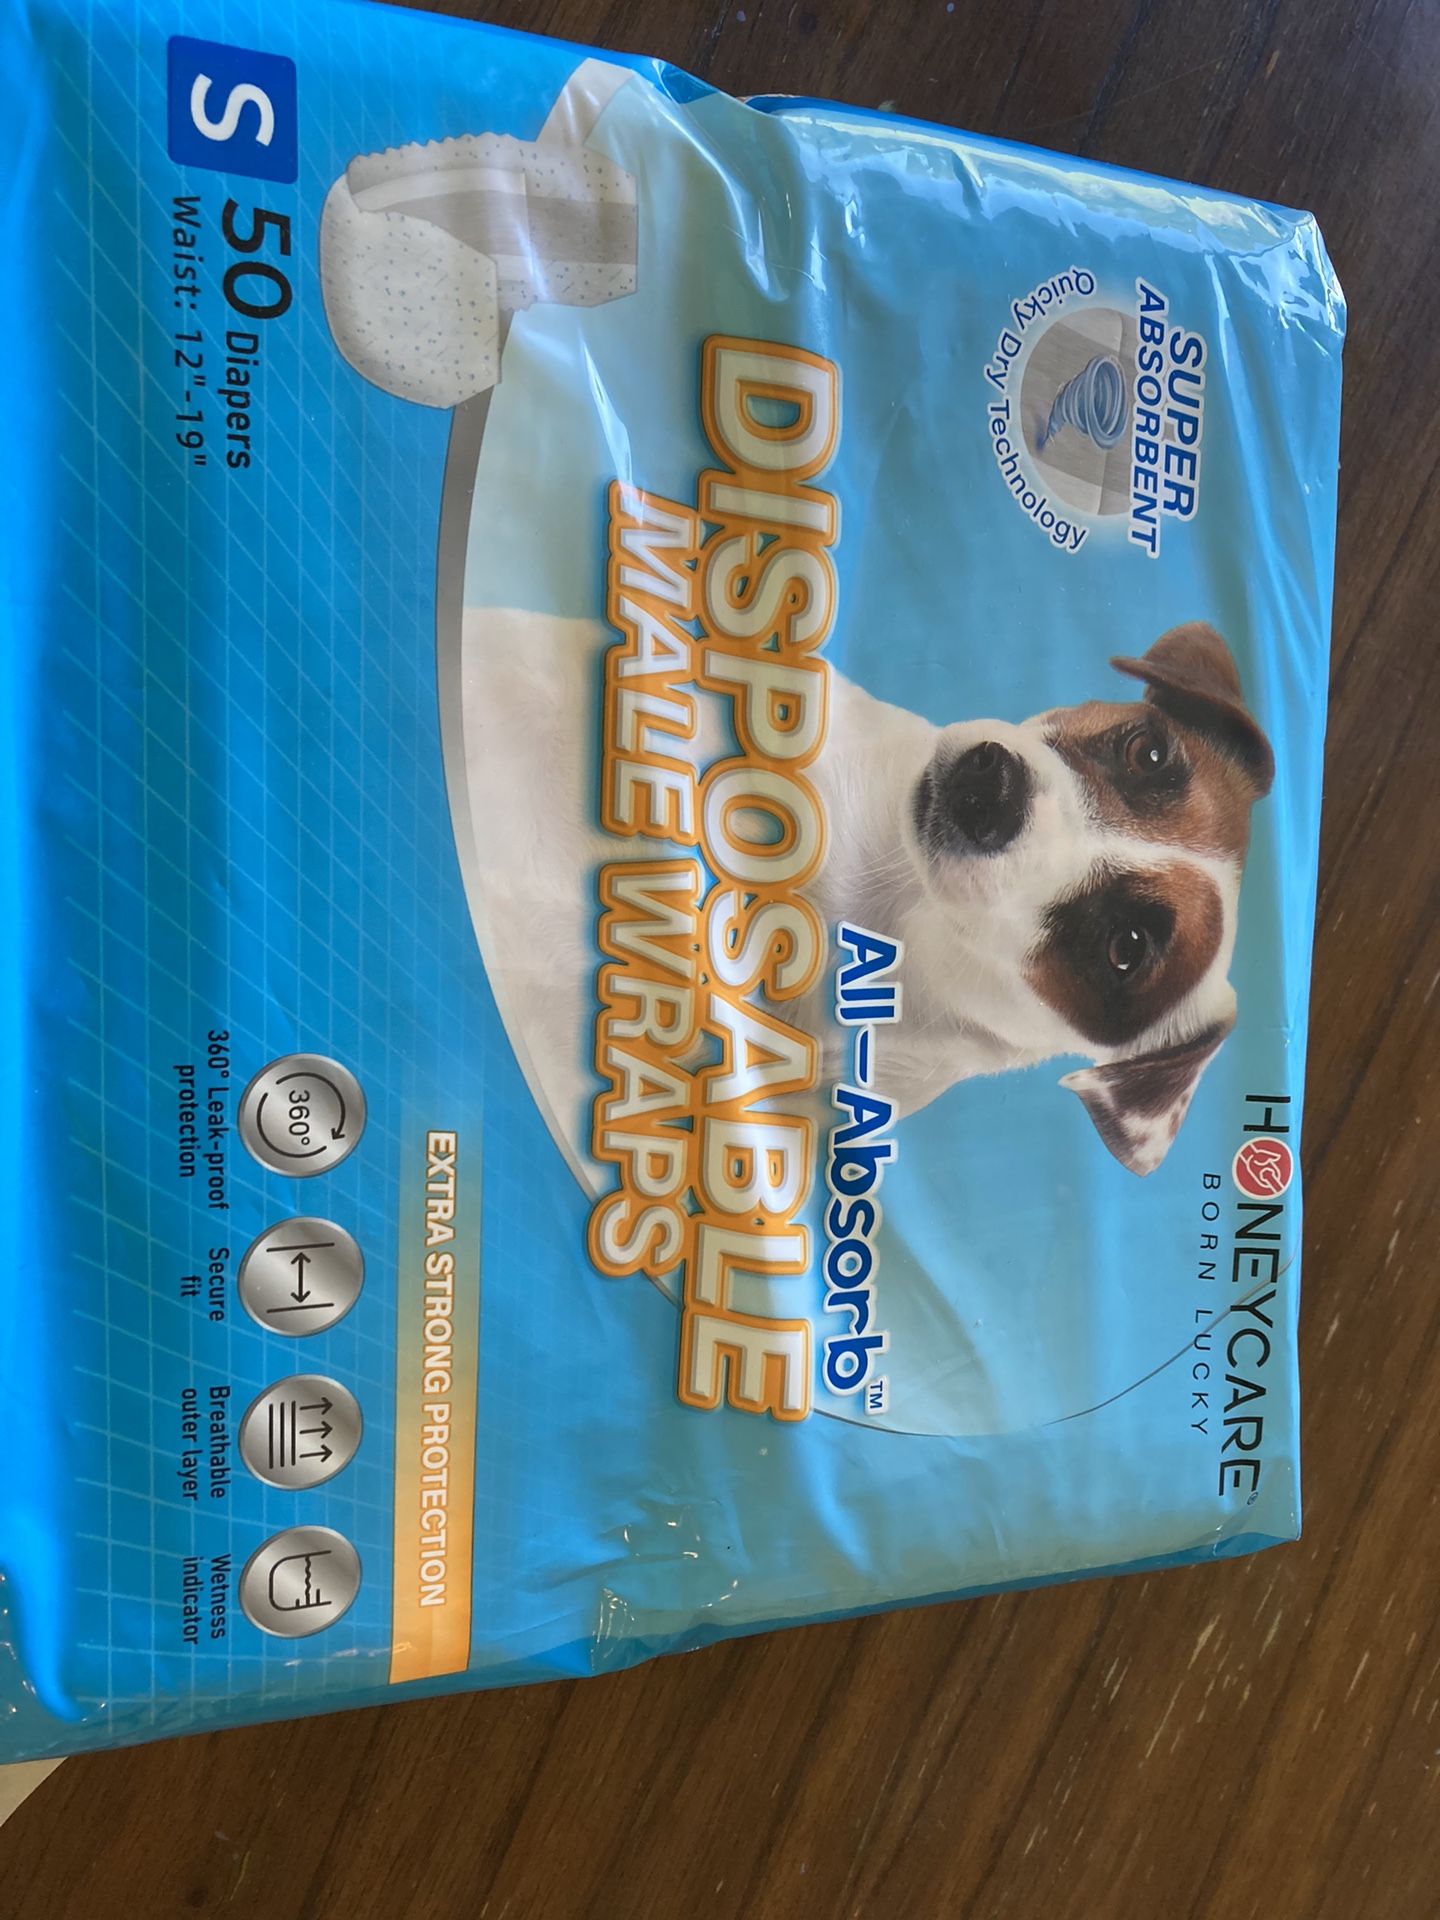 HONEYCARE®
BORN LUCKY
SUPER
ABSORBENT
Quicky Dry Technology
All-Absorb™
DISPOSABLE
MALE WRAPS
EXTRA STRONG PROTECTION
S
50 Diapers
Waist: 12"-19"
360°
360° Leak-proof
protection
Secure
fit
Breathable
outer layer
Wetness
indicator